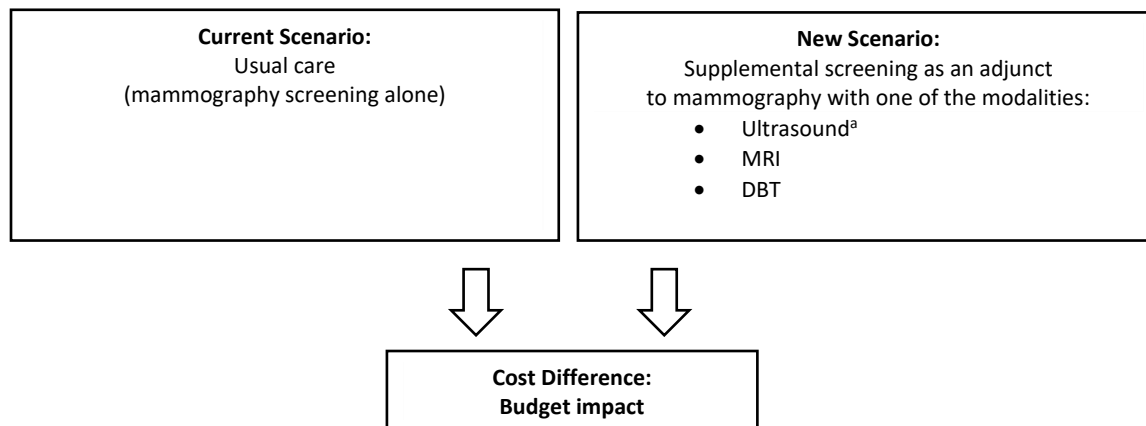 Current Scenario:
Usual care
(mammography screening alone)
New Scenario:
Supplemental screening as an adjunct
to mammography with one of the modalities:
• Ultrasoundᵃ
• MRI
• DBT
Cost Difference:
Budget impact